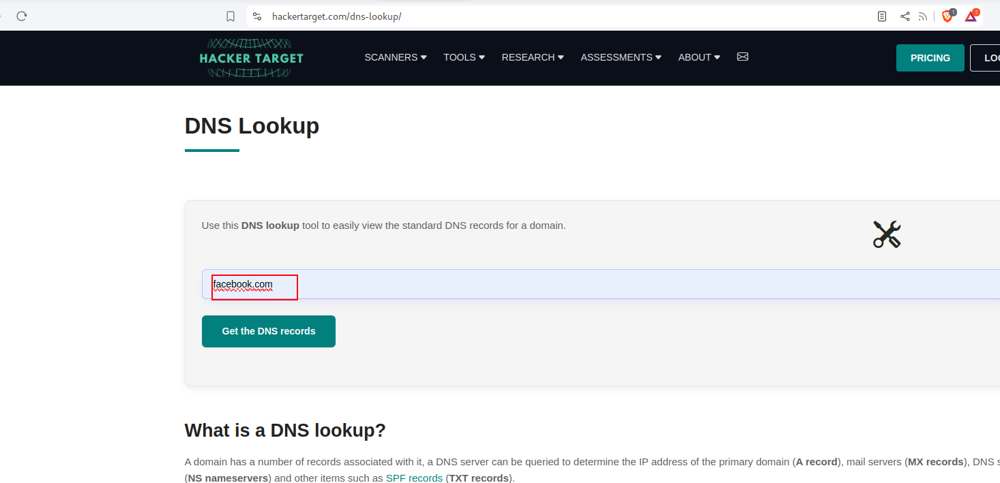 hackertarget.com/dns-lookup/
1
1
HACKER TARGET
SCANNERS TOOLS RESEARCH ASSESSMENTS ABOUT
PRICING
LOG
DNS Lookup
Use this DNS lookup tool to easily view the standard DNS records for a domain.
facebook.com
Get the DNS records
What is a DNS lookup?
A domain has a number of records associated with it, a DNS server can be queried to determine the IP address of the primary domain (A record), mail servers (MX records), DNS s
(NS nameservers) and other items such as SPF records (TXT records).